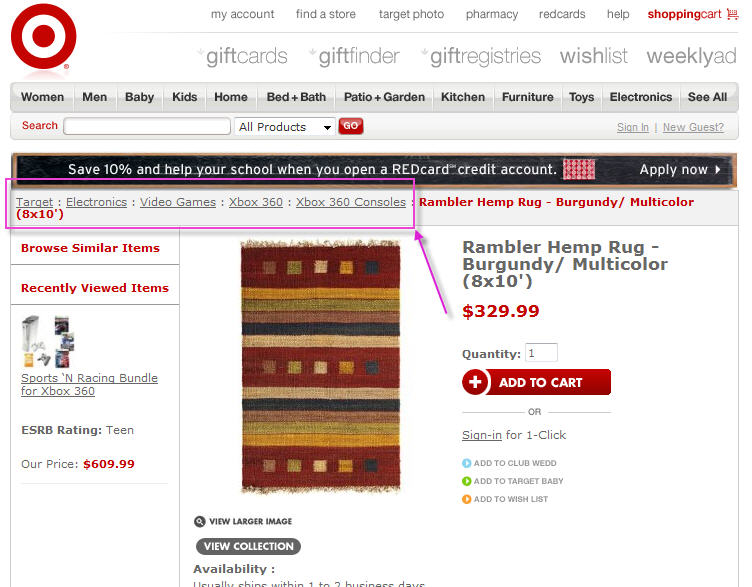 my account find a store target photo pharmacy redcards help shoppingcart
giftcards giftfinder giftregistries wishlist weeklyad
Women Men Baby Kids Home Bed + Bath Patio + Garden Kitchen Furniture Toys Electronics See All
Search All Products GO Sign In | New Guest?
Save 10% and help your school when you open a REDcard℠ credit account. Apply now
Target : Electronics : Video Games : Xbox 360 : Xbox 360 Consoles : Rambler Hemp Rug - Burgundy/ Multicolor
(8x10')
Browse Similar Items
Recently Viewed Items
Sports `N Racing Bundle
for Xbox 360
ESRB Rating: Teen
Our Price: $609.99
VIEW LARGER IMAGE
VIEW COLLECTION
Availability :
Usually ships within 1 to 2 business days
Rambler Hemp Rug -
Burgundy/ Multicolor
(8x10')
$329.99
Quantity: 1
ADD TO CART
OR
Sign-in for 1-Click
ADD TO CLUB WEDD
ADD TO TARGET BABY
ADD TO WISH LIST